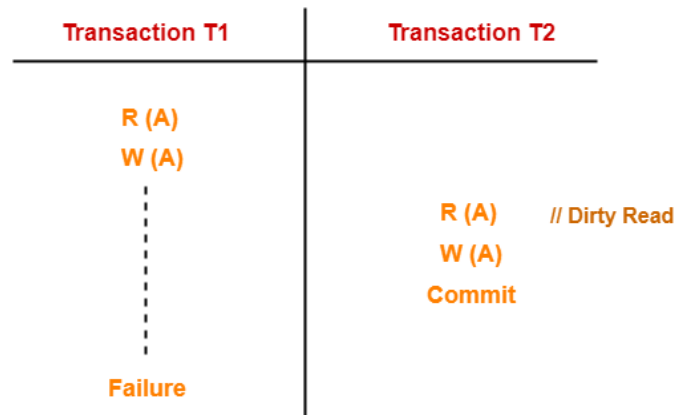 Transaction T1 Transaction T2
R (A)
W (A)
R (A) // Dirty Read
W (A)
Commit
Failure